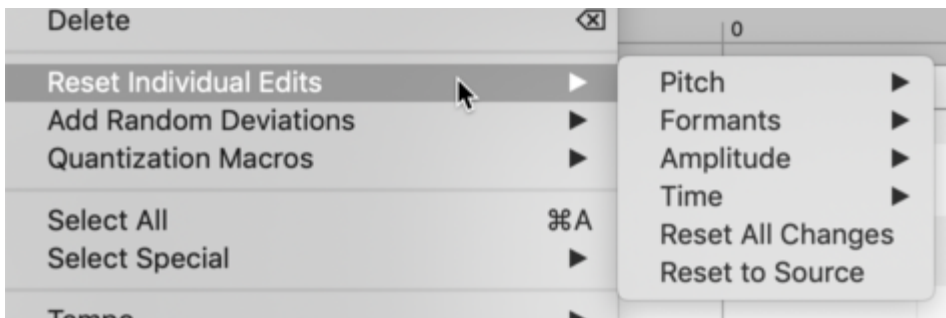 Delete ⌫
0
Reset Individual Edits ▶
Add Random Deviations ▶
Quantization Macros ▶
Select All ⌘A
Select Special ▶
Tempo ▶
Pitch ▶
Formants ▶
Amplitude ▶
Time ▶
Reset All Changes
Reset to Source